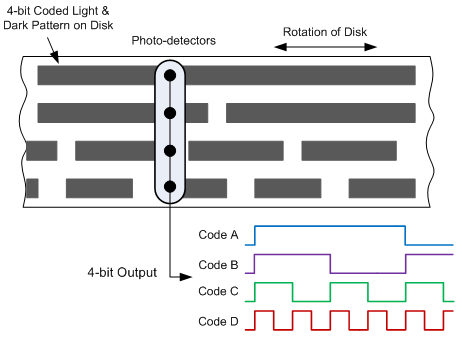 4-bit Coded Light &
Dark Pattern on Disk
Photo-detectors
Rotation of Disk
4-bit Output
Code A
Code B
Code C
Code D